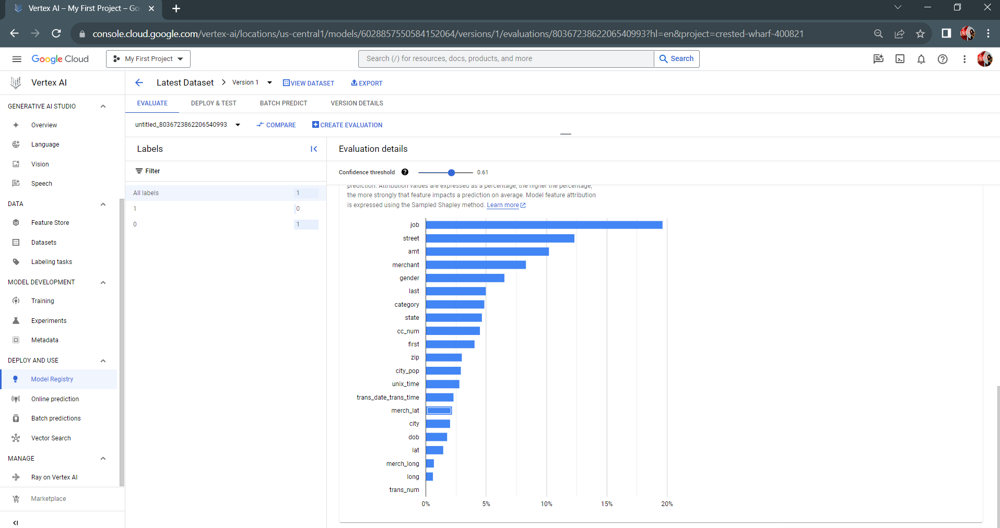 Vertex AI – My First Project – Go
console.cloud.google.com/vertex-ai/locations/us-central1/models/6028857550584152064/versions/1/evaluations/8036723862206540993?hl=en&project=crested-wharf-400821
Google Cloud
My First Project
Search (/) for resources, docs, products, and more
Search
Vertex AI
Latest Dataset
Version 1
VIEW DATASET
EXPORT
EVALUATE
DEPLOY & TEST
BATCH PREDICT
VERSION DETAILS
untitled_8036723862206540993
COMPARE
CREATE EVALUATION
GENERATIVE AI STUDIO
Overview
Language
Vision
Speech
DATA
Feature Store
Datasets
Labeling tasks
MODEL DEVELOPMENT
Training
Experiments
Metadata
DEPLOY AND USE
Model Registry
Online prediction
Batch predictions
Vector Search
MANAGE
Ray on Vertex AI
Marketplace
Labels
Filter
All labels 1
1 0
0 1
Evaluation details
Confidence threshold 0.61
prediction. Attribution values are expressed as a percentage; the higher the percentage,
the more strongly that feature impacts a prediction on average. Model feature attribution
is expressed using the Sampled Shapley method. Learn more
job
street
amt
merchant
gender
last
category
state
cc_num
first
zip
city_pop
unix_time
trans_date_trans_time
merch_lat
city
dob
lat
merch_long
long
trans_num
0% 5% 10% 15% 20%